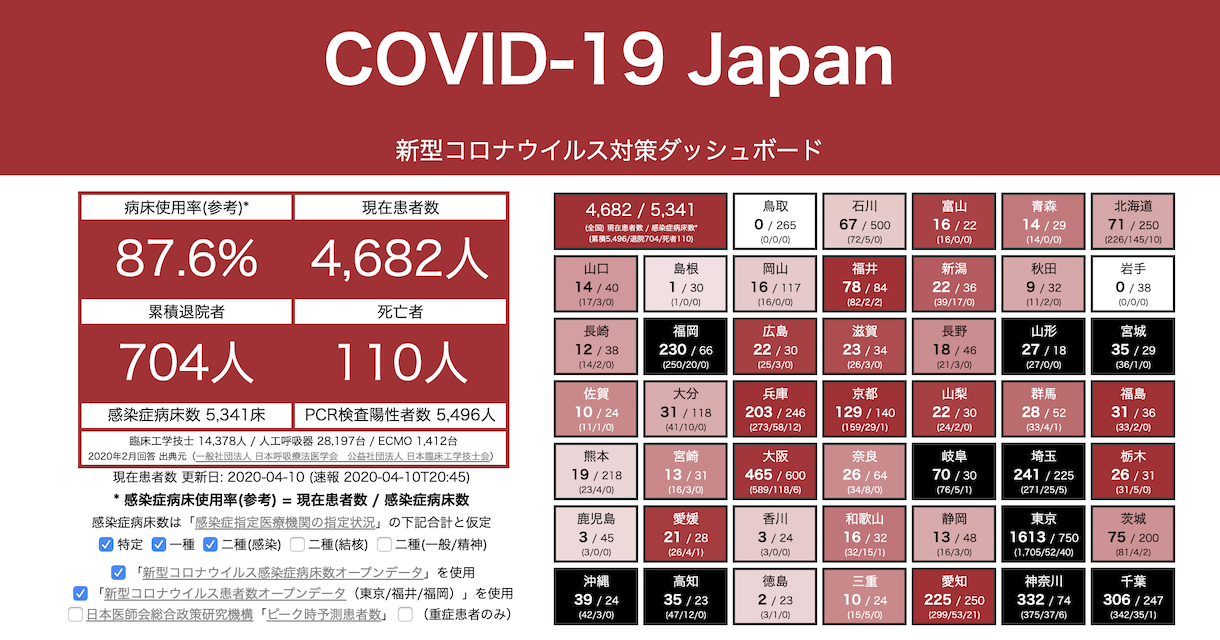 COVID-19 Japan
新型コロナウイルス対策ダッシュボード
病床使用率(参考)* 現在患者数
87.6% 4,682人
累積退院者 死亡者
704人 110人
感染症病床数 5,341床 PCR検査陽性者数 5,496人
臨床工学技士 14,378人 / 人工呼吸器 28,197台 / ECMO 1,412台
2020年2月回答 出典元 (一般社団法人 日本呼吸療法医学会 公益社団法人 日本臨床工学技士会)
現在患者数 更新日: 2020-04-10 (速報 2020-04-10T20:45)
* 感染症病床使用率(参考) = 現在患者数 / 感染症病床数
感染症病床数は「感染症指定医療機関の指定状況」の下記合計と仮定
特定 一種 二種(感染) 二種(結核) 二種(一般/精神)
「新型コロナウイルス感染症病床数オープンデータ」を使用
「新型コロナウイルス患者数オープンデータ (東京/福井/福岡) 」を使用
日本医師会総合政策研究機構「ピーク時予測患者数」 (重症患者のみ)
4,682 / 5,341
(全国) 現在患者数 / 感染症病床数*
(累積5,496/退院704/死者110)
鳥取
0 / 265
(0/0/0)
石川
67 / 500
(72/5/0)
富山
16 / 22
(16/0/0)
青森
14 / 29
(14/0/0)
北海道
71 / 250
(226/145/10)
山口
14 / 40
(17/3/0)
島根
1 / 30
(1/0/0)
岡山
16 / 117
(16/0/0)
福井
78 / 84
(82/2/2)
新潟
22 / 36
(39/17/0)
秋田
9 / 32
(11/2/0)
岩手
0 / 38
(0/0/0)
長崎
12 / 38
(14/2/0)
福岡
230 / 66
(250/20/0)
広島
22 / 30
(25/3/0)
滋賀
23 / 34
(26/3/0)
長野
18 / 46
(21/3/0)
山形
27 / 18
(27/0/0)
宮城
35 / 29
(36/1/0)
佐賀
10 / 24
(11/1/0)
大分
31 / 118
(41/10/0)
兵庫
203 / 246
(273/58/12)
京都
129 / 140
(159/29/1)
山梨
22 / 30
(24/2/0)
群馬
28 / 52
(33/4/1)
福島
31 / 36
(33/2/0)
熊本
19 / 218
(23/4/0)
宮崎
13 / 31
(16/3/0)
大阪
465 / 600
(589/118/6)
奈良
26 / 64
(34/8/0)
岐阜
70 / 30
(76/5/1)
埼玉
241 / 225
(271/25/5)
栃木
26 / 31
(31/5/0)
鹿児島
3 / 45
(3/0/0)
愛媛
21 / 28
(26/4/1)
香川
3 / 24
(3/0/0)
和歌山
16 / 32
(32/15/1)
静岡
13 / 48
(16/3/0)
東京
1613 / 750
(1,705/52/40)
茨城
75 / 200
(81/4/2)
沖縄
39 / 24
(42/3/0)
高知
35 / 23
(47/12/0)
徳島
2 / 23
(3/1/0)
三重
10 / 24
(15/5/0)
愛知
225 / 250
(299/53/21)
神奈川
332 / 74
(375/37/6)
千葉
306 / 247
(342/35/1)